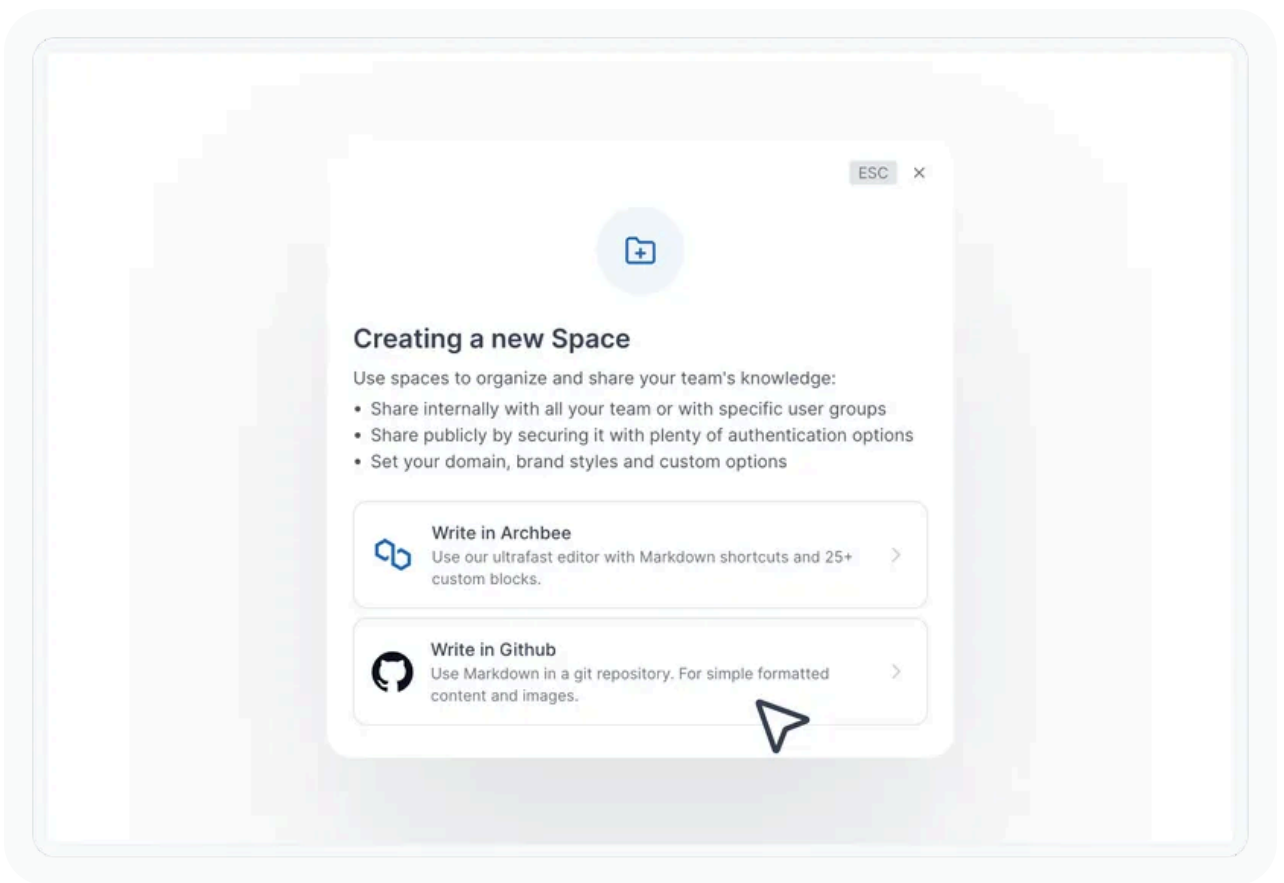 ESC
Creating a new Space
Use spaces to organize and share your team's knowledge:
• Share internally with all your team or with specific user groups
• Share publicly by securing it with plenty of authentication options
• Set your domain, brand styles and custom options
Write in Archbee
Use our ultrafast editor with Markdown shortcuts and 25+
custom blocks.
Write in Github
Use Markdown in a git repository. For simple formatted
content and images.